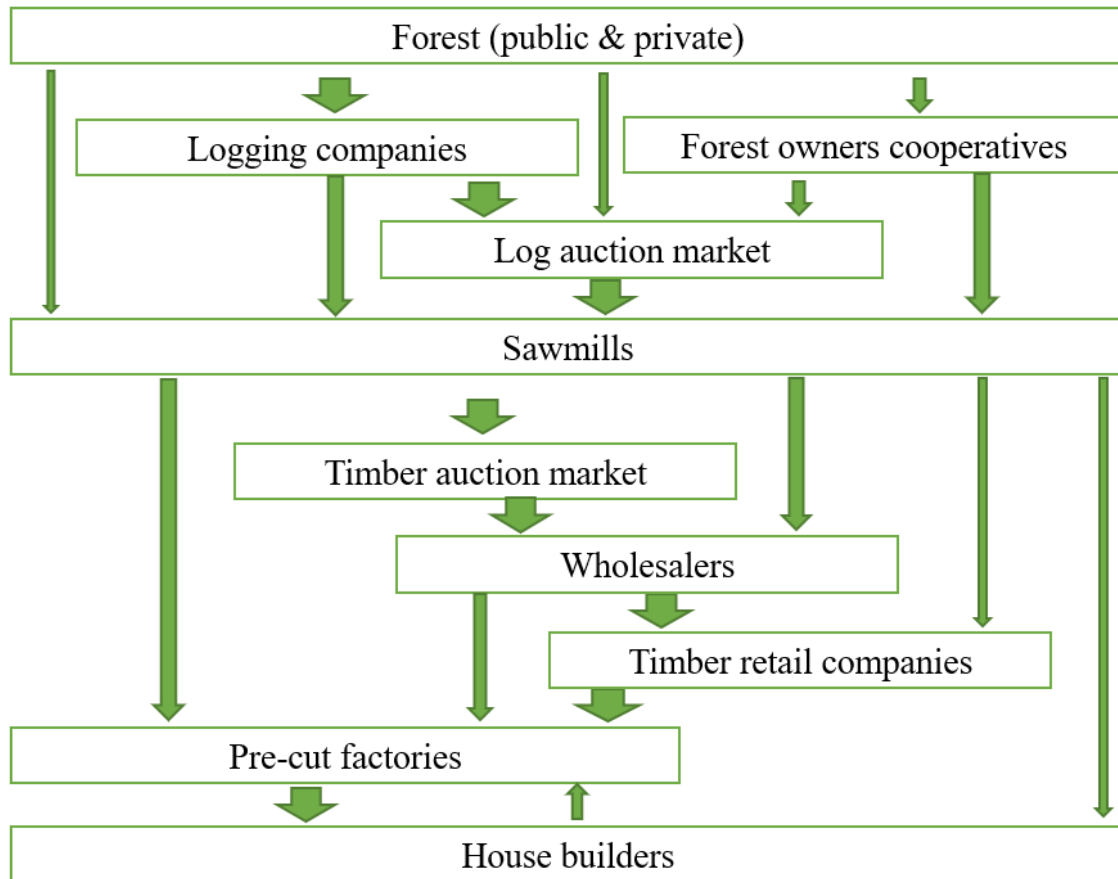 Forest (public & private)
Logging companies
Forest owners cooperatives
Log auction market
Sawmills
Timber auction market
Wholesalers
Timber retail companies
Pre-cut factories
House builders